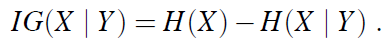 IG(X | Y) = H(X) − H(X | Y) .